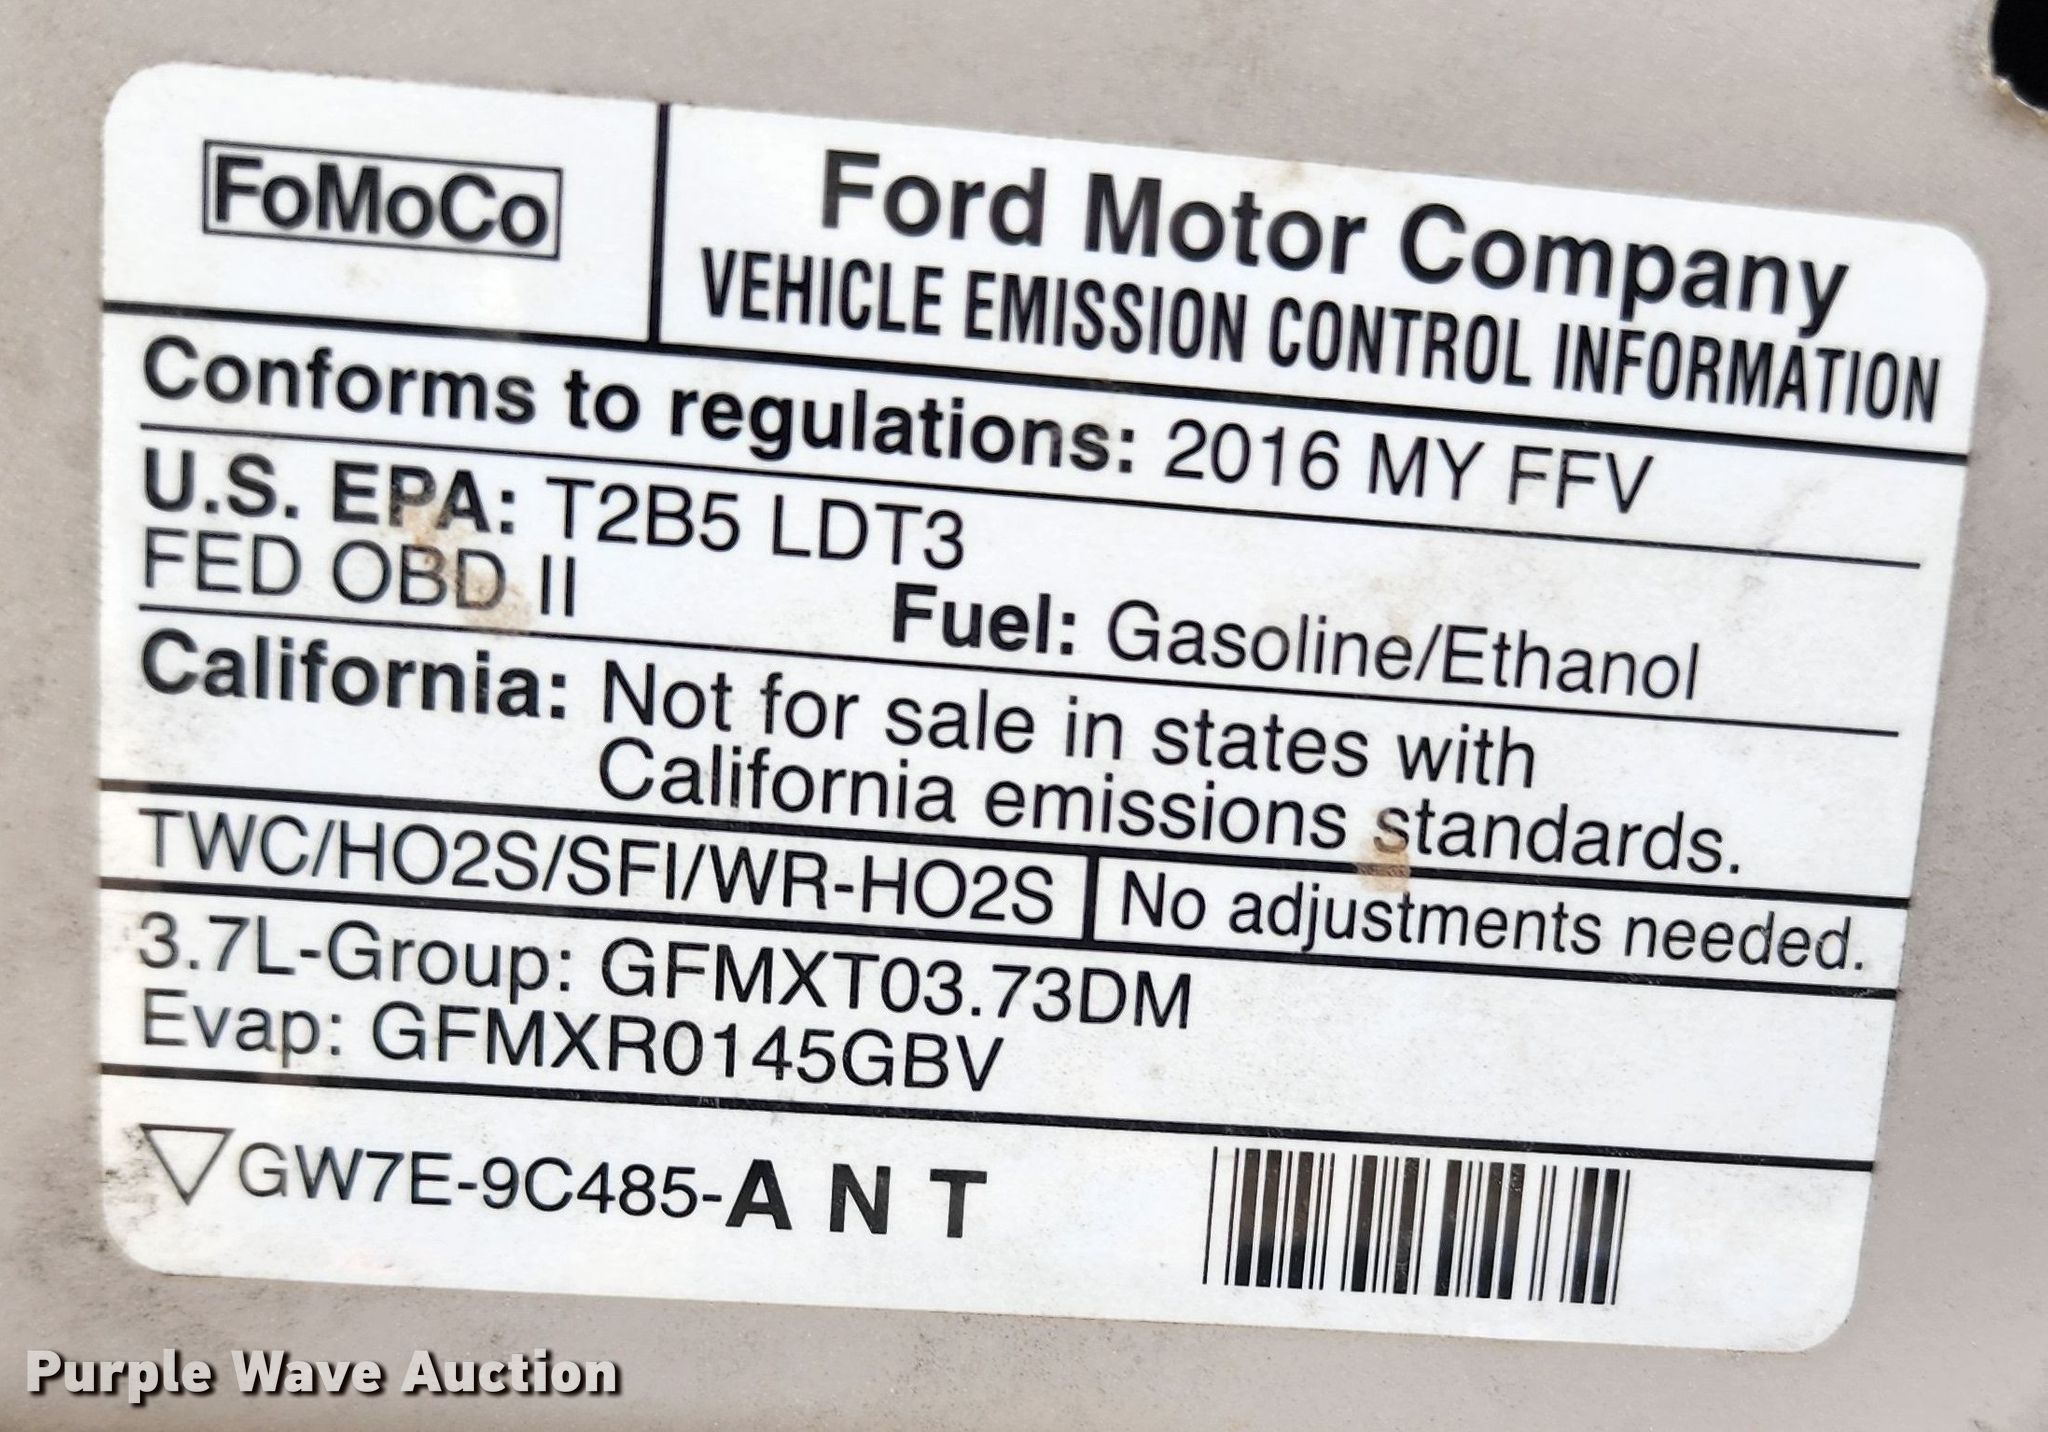 FoMoCo
Ford Motor Company
VEHICLE EMISSION CONTROL INFORMATION
Conforms to regulations: 2016 MY FFV
U.S. EPA: T2B5 LDT3
FED OBD II
Fuel: Gasoline/Ethanol
California: Not for sale in states with
California emissions standards.
TWC/HO2S/SFI/WR-HO2S
No adjustments needed.
3.7L-Group: GFMXT03.73DM
Evap: GFMXR0145GBV
GW7E-9C485-A N T
Purple Wave Auction